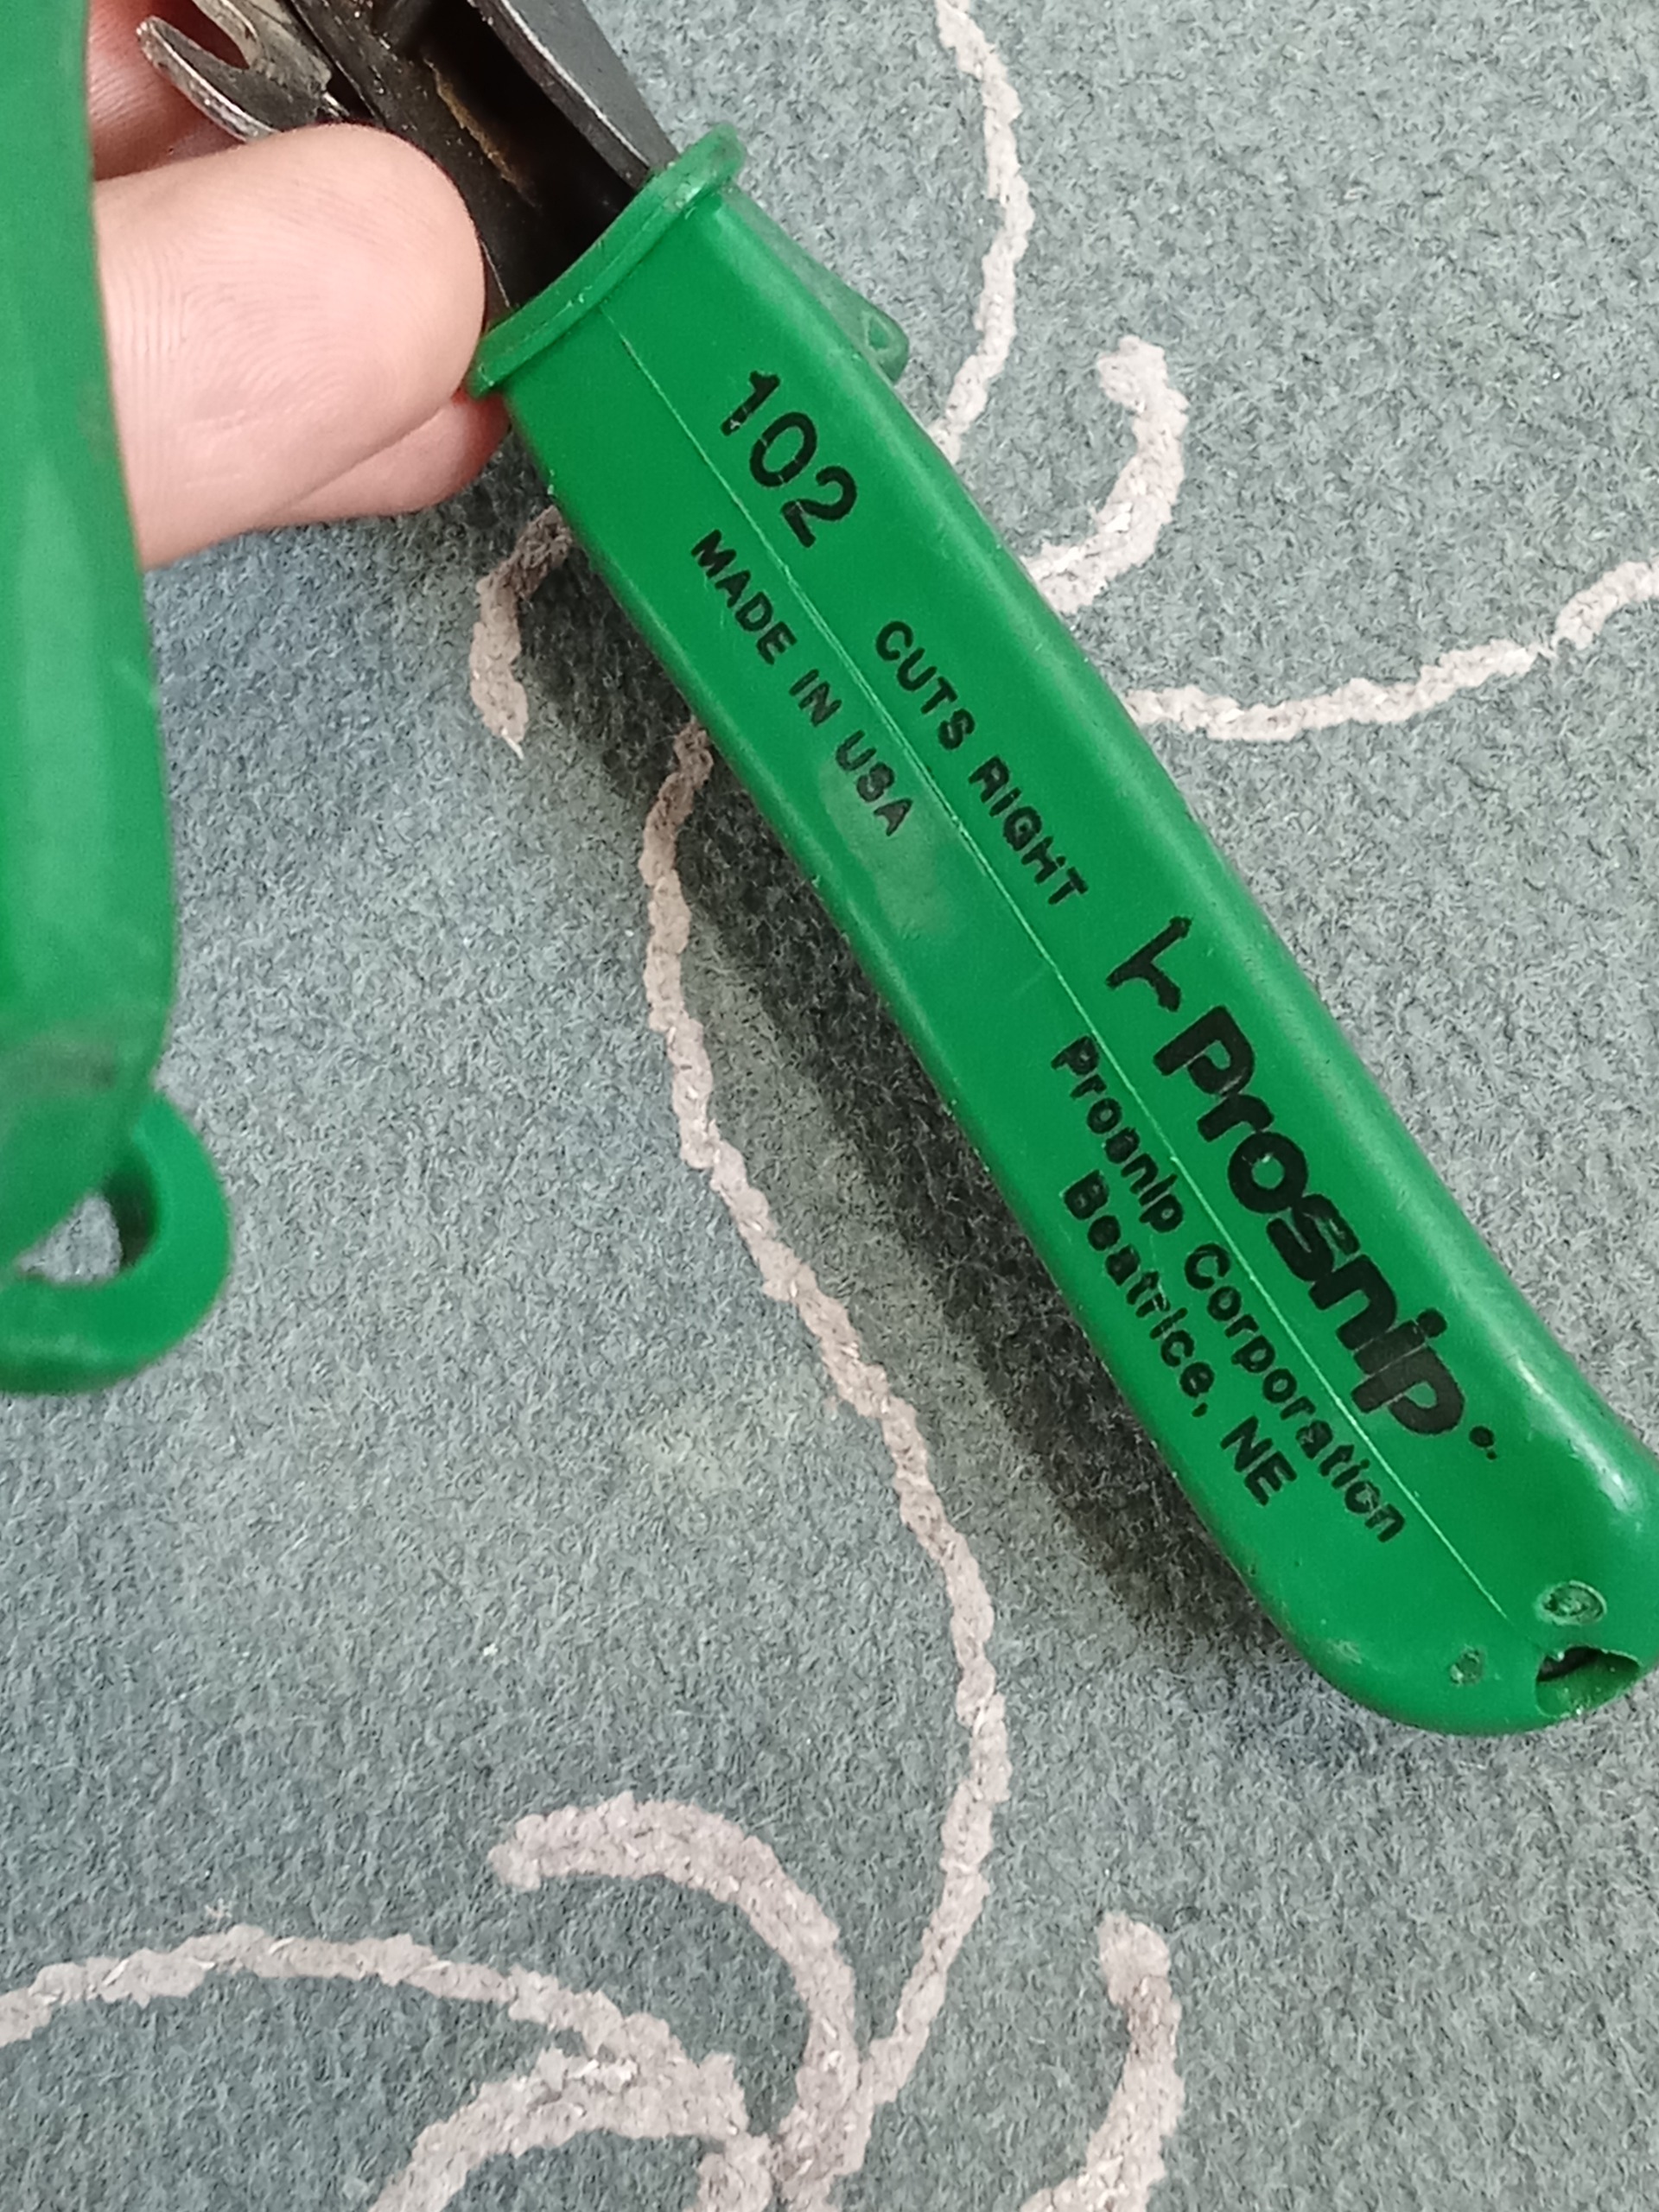 102
CUTS RIGHT
MADE IN USA
Prosnip
Prosnip Corporation
Beatrice, NE